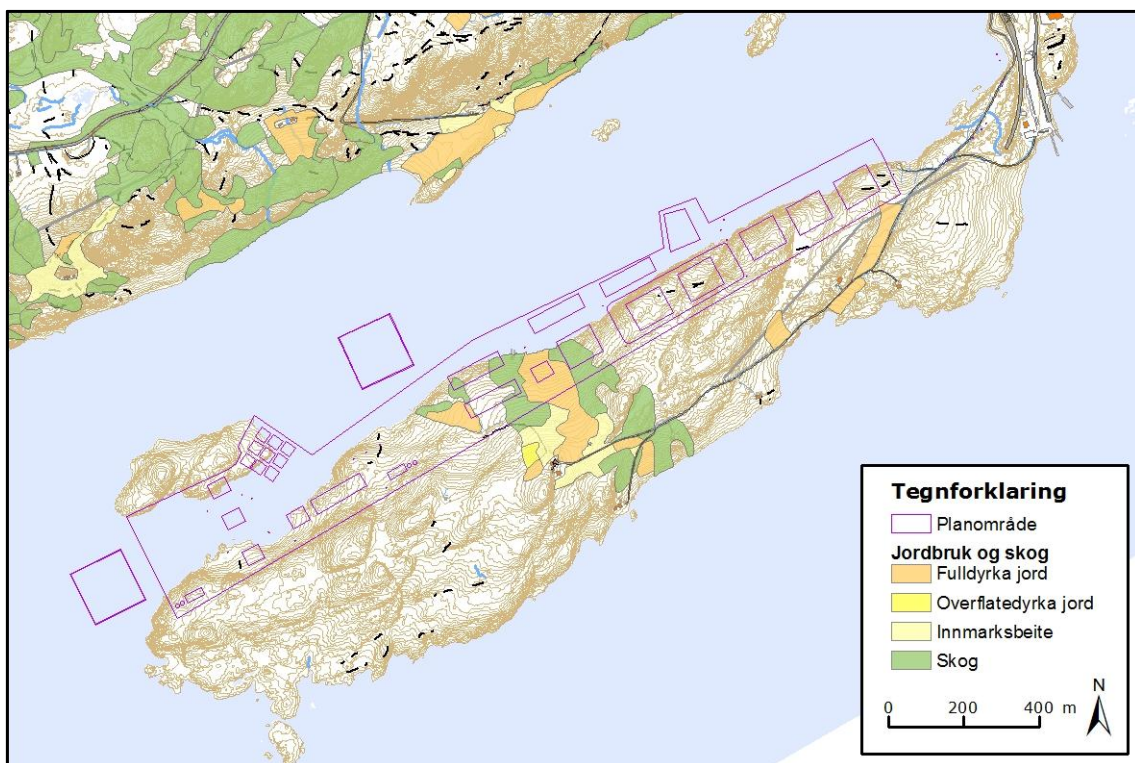 Tegnforklaring
Planområde
Jordbruk og skog
Fulldyrka jord
Overflatedyrka jord
Innmarksbeite
Skog
N
0 200 400 m